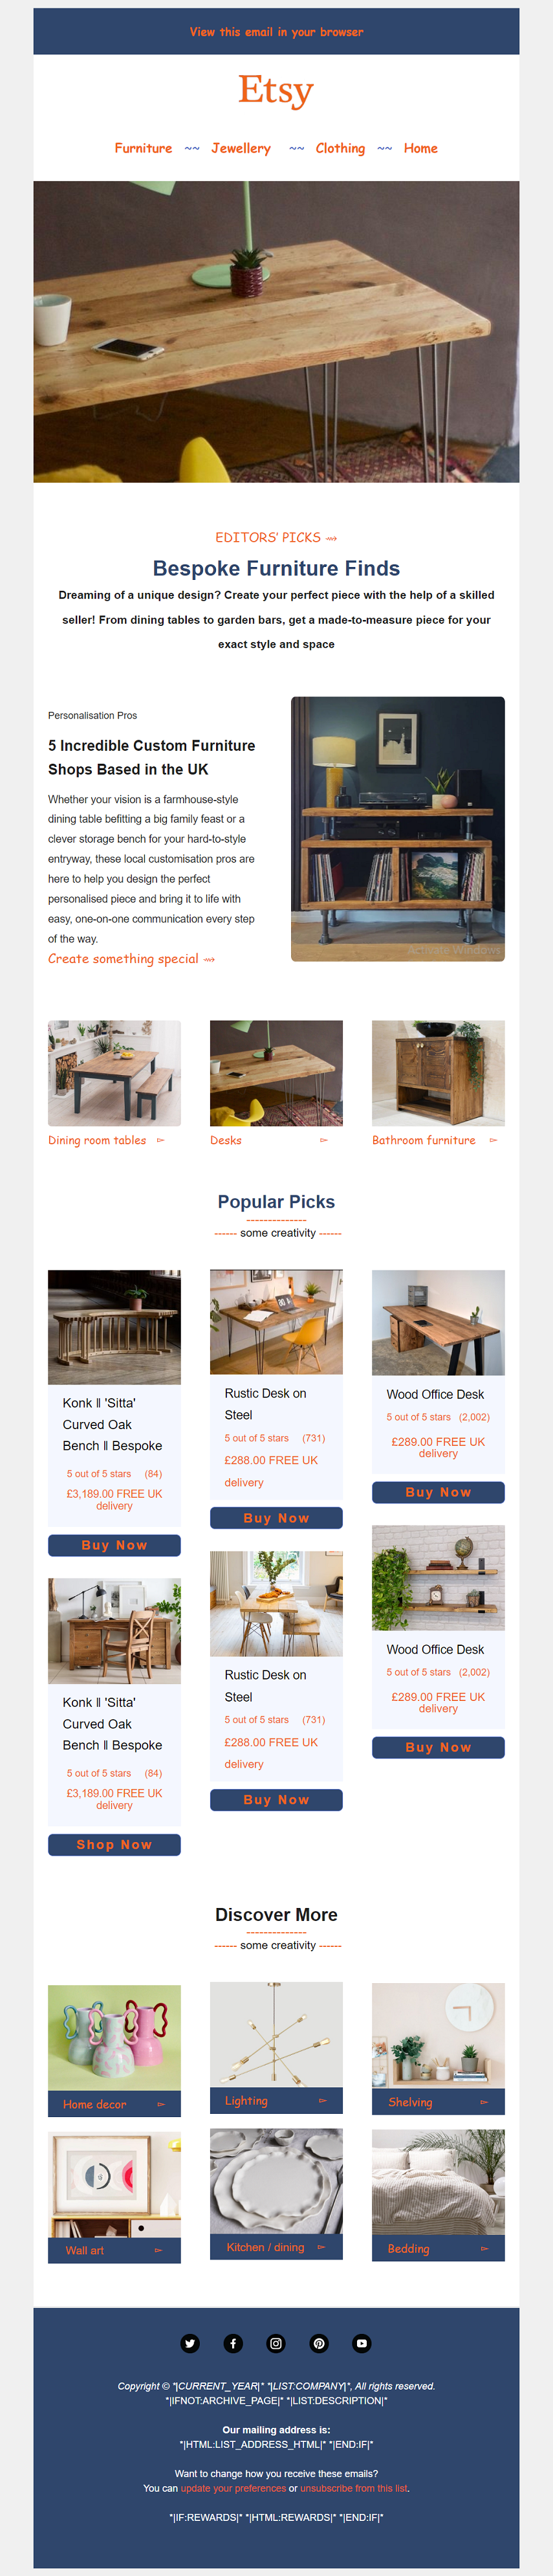 View this email in your browser
Etsy
Furniture ~~ Jewellery ~~ Clothing ~~ Home
EDITORS' PICKS ⇝
Bespoke Furniture Finds
Dreaming of a unique design? Create your perfect piece with the help of a skilled
seller! From dining tables to garden bars, get a made-to-measure piece for your
exact style and space
Personalisation Pros
5 Incredible Custom Furniture
Shops Based in the UK
Whether your vision is a farmhouse-style
dining table befitting a big family feast or a
clever storage bench for your hard-to-style
entryway, these local customisation pros are
here to help you design the perfect
personalised piece and bring it to life with
easy, one-on-one communication every step
of the way.
Create something special ⇝
Activate Windows
Dining room tables ▻
Desks ▻
Bathroom furniture ▻
Popular Picks
--------------
------ some creativity ------
Konk ‖ 'Sitta'
Curved Oak
Bench ‖ Bespoke
5 out of 5 stars (84)
£3,189.00 FREE UK
delivery
Buy Now
Konk ‖ 'Sitta'
Curved Oak
Bench ‖ Bespoke
5 out of 5 stars (84)
£3,189.00 FREE UK
delivery
Shop Now
Rustic Desk on
Steel
5 out of 5 stars (731)
£288.00 FREE UK
delivery
Buy Now
Rustic Desk on
Steel
5 out of 5 stars (731)
£288.00 FREE UK
delivery
Buy Now
Wood Office Desk
5 out of 5 stars (2,002)
£289.00 FREE UK
delivery
Buy Now
Wood Office Desk
5 out of 5 stars (2,002)
£289.00 FREE UK
delivery
Buy Now
Discover More
--------------
------ some creativity ------
Home decor ▻
Lighting ▻
Shelving ▻
Wall art ▻
Kitchen / dining ▻
Bedding ▻
Copyright © *|CURRENT_YEAR|* *|LIST:COMPANY|*, All rights reserved.
*|IFNOT:ARCHIVE_PAGE|* *|LIST:DESCRIPTION|*
Our mailing address is:
*|HTML:LIST_ADDRESS_HTML|* *|END:IF|*
Want to change how you receive these emails?
You can update your preferences or unsubscribe from this list.
*|IF:REWARDS|* *|HTML:REWARDS|* *|END:IF|*